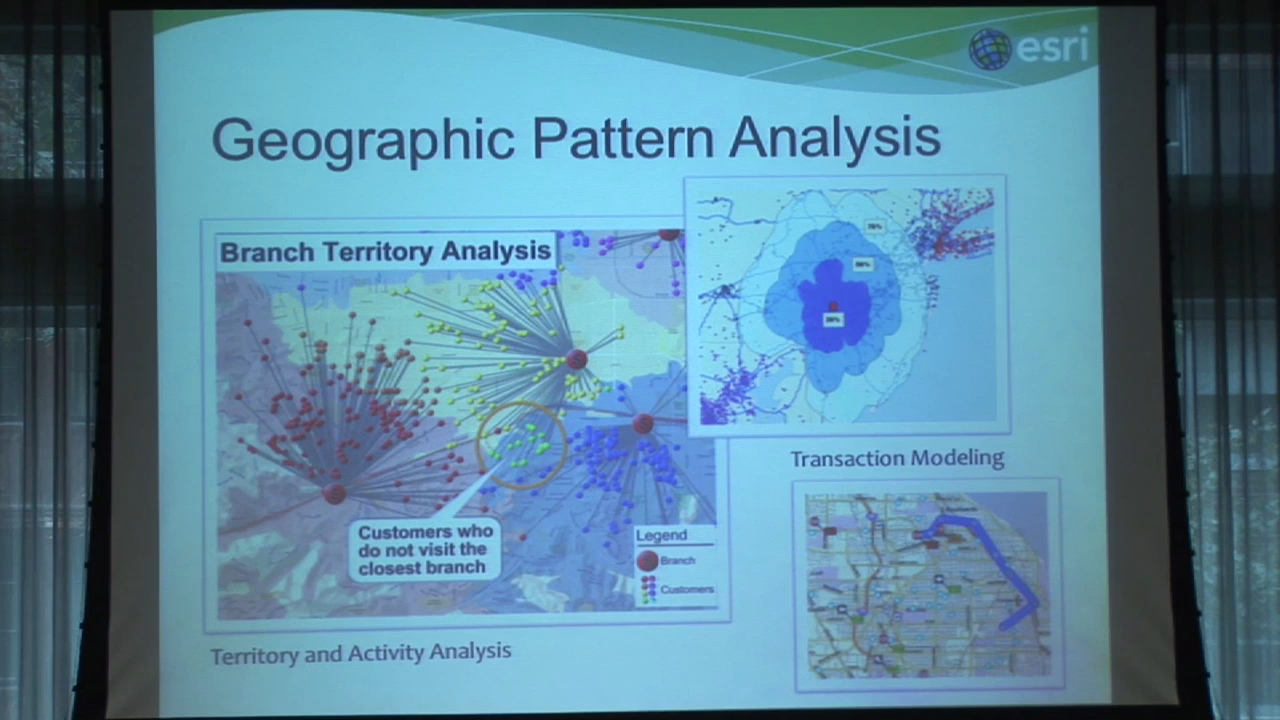 esri
Geographic Pattern Analysis
Branch Territory Analysis
Customers who
do not visit the
closest branch
Legend
Branch
Customers
Transaction Modeling
Territory and Activity Analysis